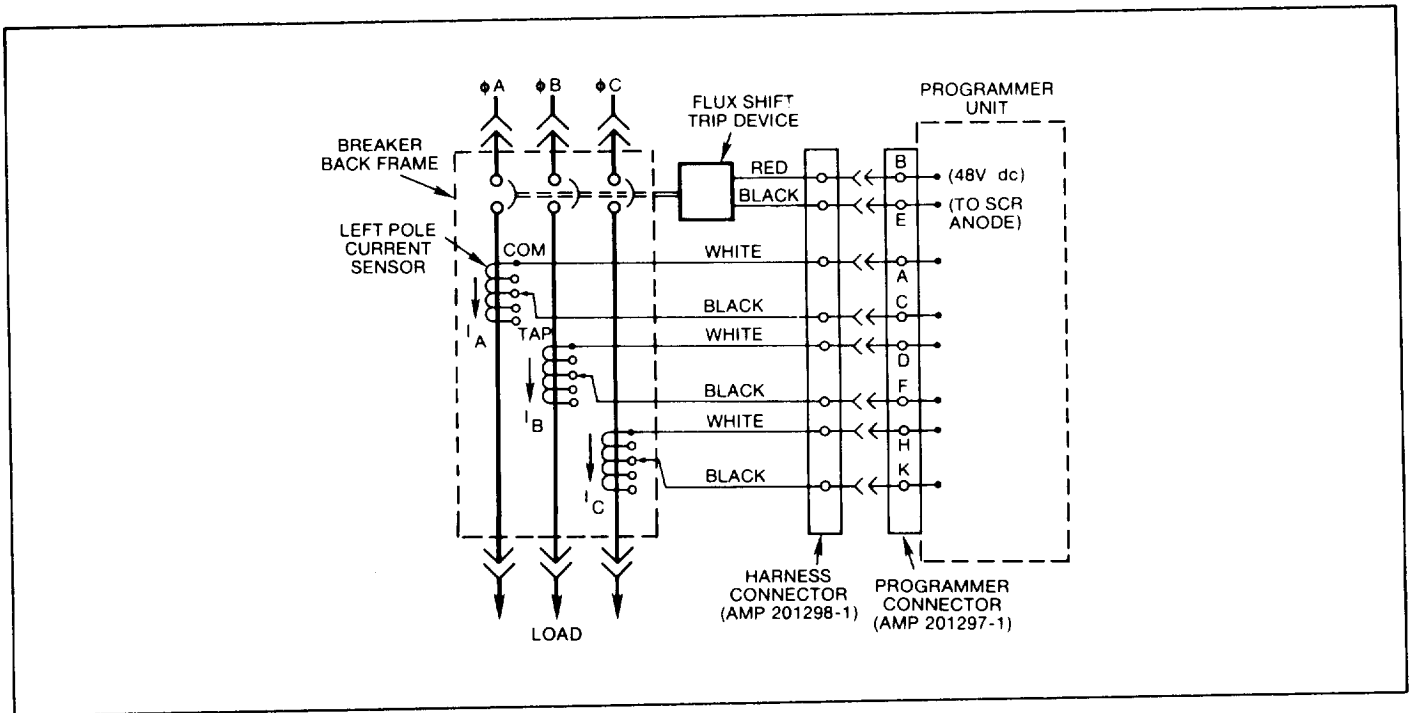 ϕA ϕB ϕC
FLUX SHIFT
TRIP DEVICE
PROGRAMMER
UNIT
BREAKER
BACK FRAME
RED
B
(48V dc)
BLACK
E
(TO SCR
ANODE)
LEFT POLE
CURRENT
SENSOR
COM
WHITE
A
BLACK
C
I A
TAP
WHITE
D
BLACK
F
I B
WHITE
H
BLACK
K
I C
HARNESS
CONNECTOR
(AMP 201298-1)
PROGRAMMER
CONNECTOR
(AMP 201297-1)
LOAD